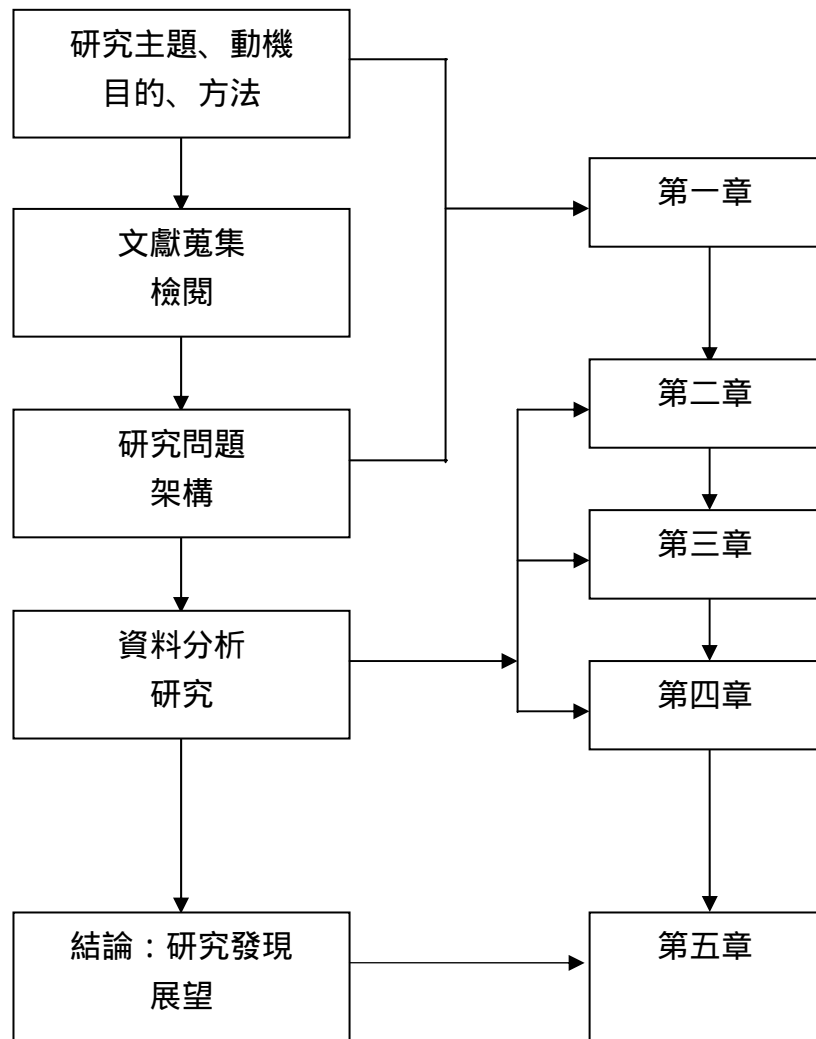 研究主題、動機
目的、方法
第一章
文獻蒐集
檢閱
第二章
研究問題
架構
第三章
資料分析
研究
第四章
結論：研究發現
展望
第五章